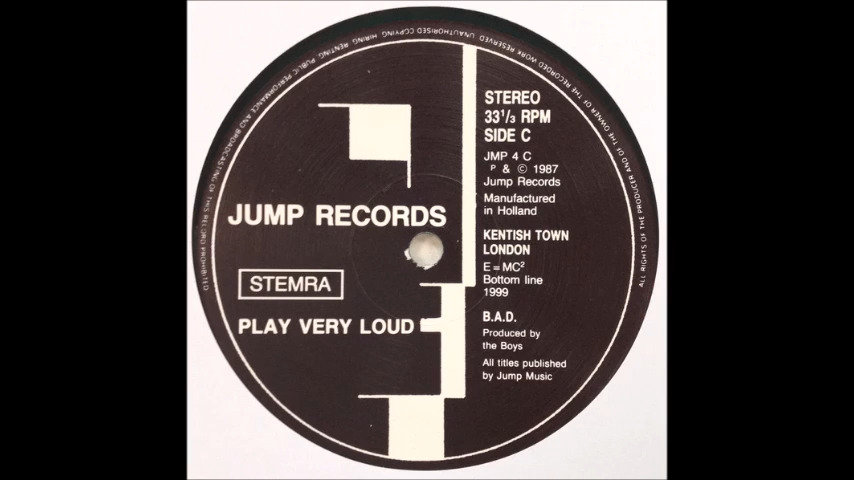 ALL RIGHTS OF THE PRODUCER AND OF THE OWNER OF THE RECORDED WORK RESERVED. UNAUTHORISED COPYING, HIRING, RENTING, PUBLIC PERFORMANCE AND BROADCASTING OF THIS RECORD PROHIBITED
JUMP RECORDS
STEMRA
PLAY VERY LOUD
STEREO
33¹/₃ RPM
SIDE C
JMP 4 C
℗ & © 1987
Jump Records
Manufactured
in Holland
KENTISH TOWN
LONDON
E=MC²
Bottom line
1999
B.A.D.
Produced by
the Boys
All titles published
by Jump Music